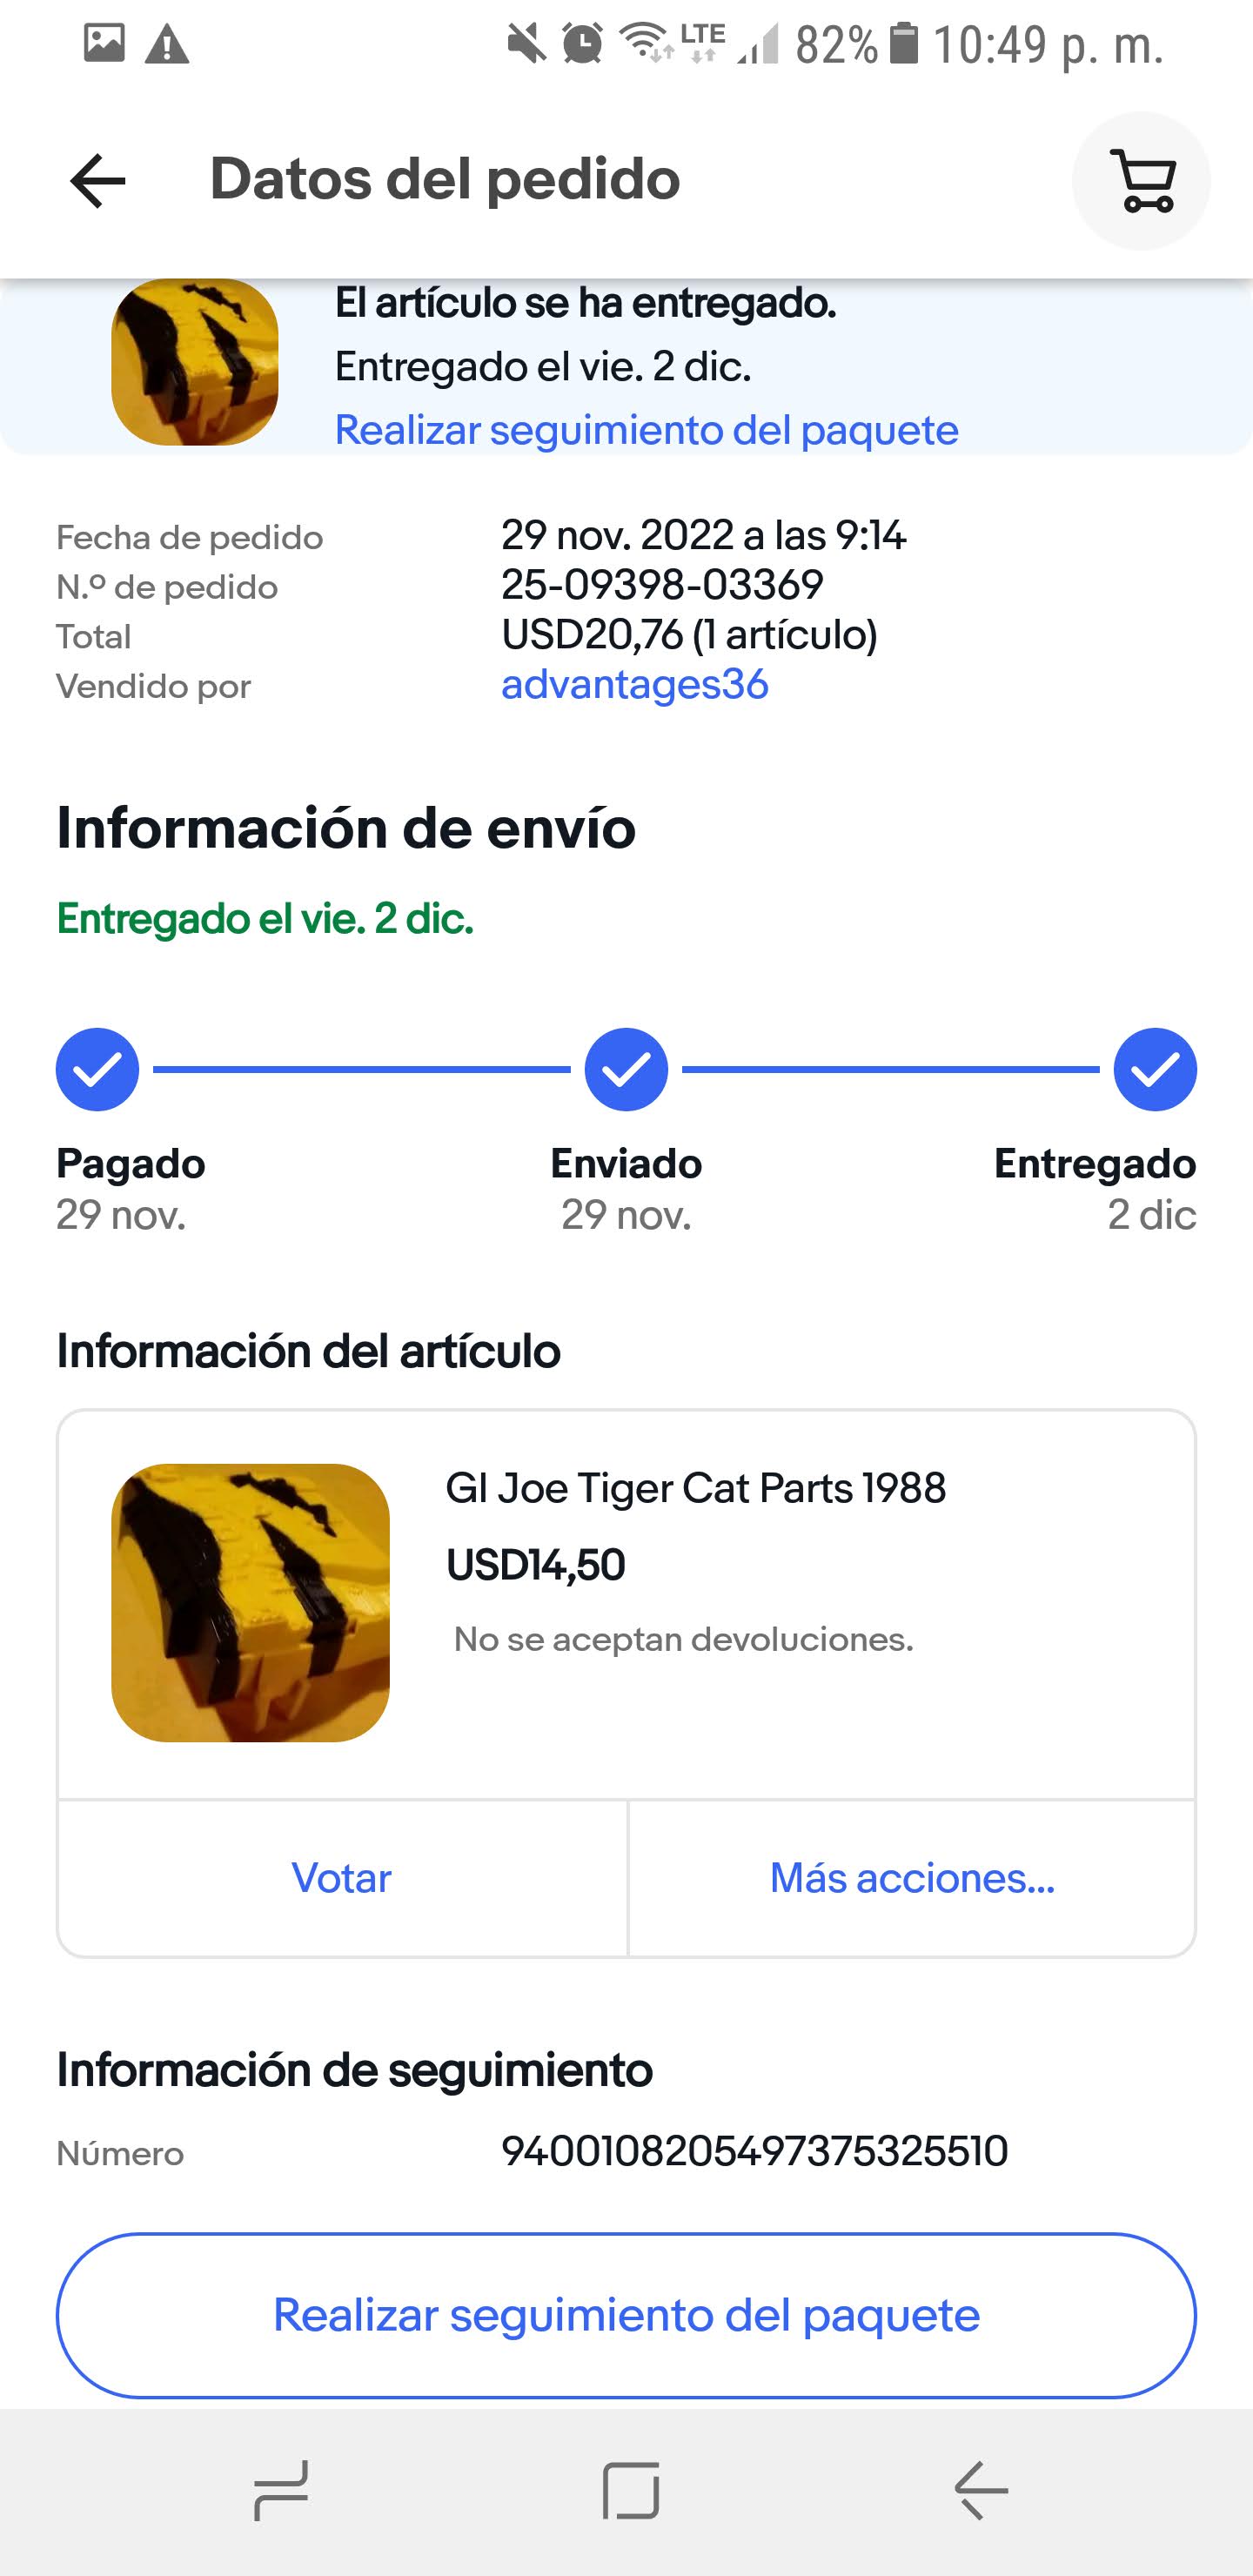 LTE 82% 10:49 p. m.
Datos del pedido
El artículo se ha entregado.
Entregado el vie. 2 dic.
Realizar seguimiento del paquete
Fecha de pedido 29 nov. 2022 a las 9:14
N.º de pedido 25-09398-03369
Total USD20,76 (1 artículo)
Vendido por advantages36
Información de envío
Entregado el vie. 2 dic.
Pagado Enviado Entregado
29 nov. 29 nov. 2 dic
Información del artículo
GI Joe Tiger Cat Parts 1988
USD14,50
No se aceptan devoluciones.
Votar Más acciones...
Información de seguimiento
Número 9400108205497375325510
Realizar seguimiento del paquete